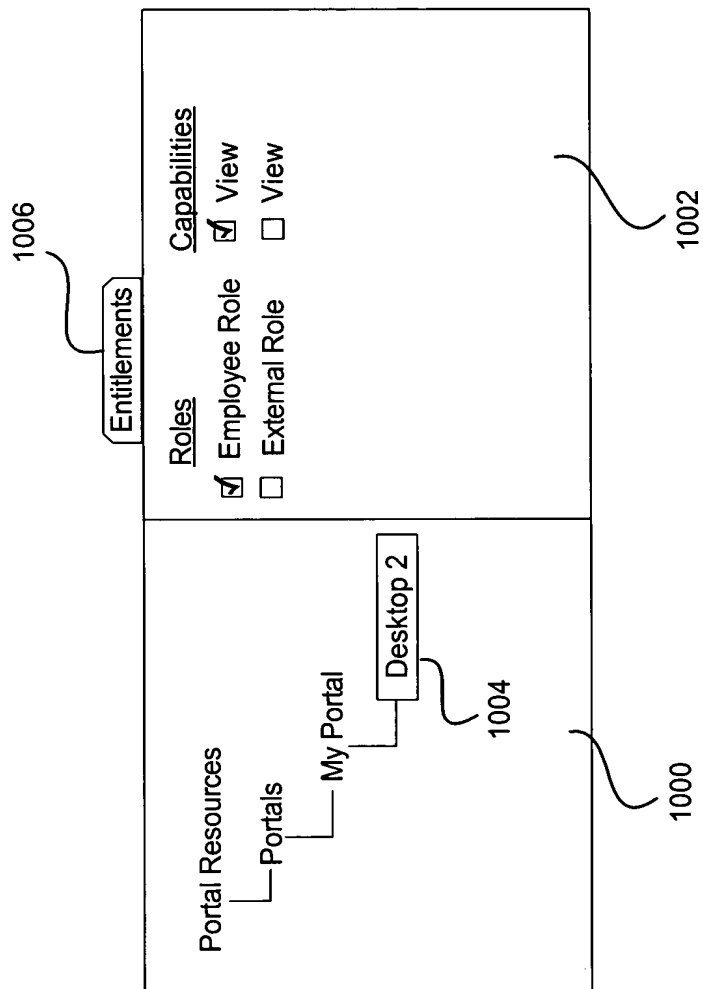 1006
Entitlements
Portal Resources
Portals
My Portal
Desktop 2
1004
1000
Roles Capabilities
Employee Role View
External Role View
1002